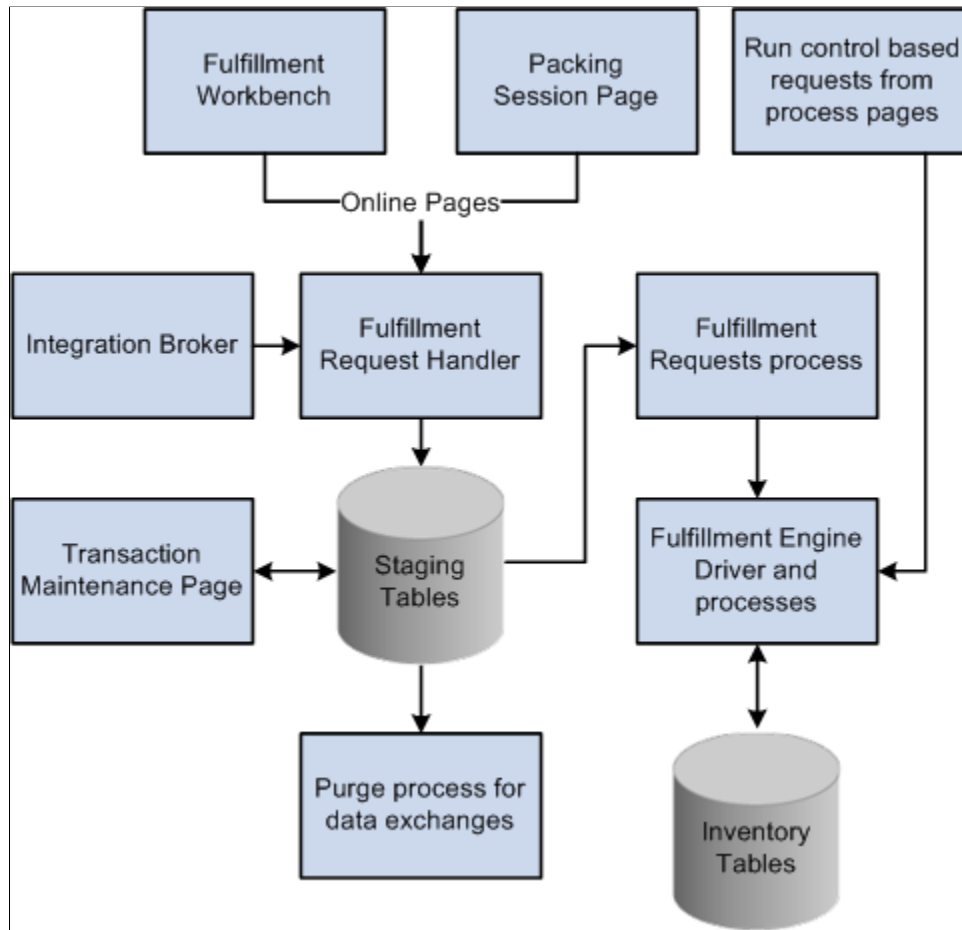 Fulfillment
Workbench
Packing
Session Page
Run control based
requests from
process pages
Online Pages
Integration Broker
Fulfillment
Request Handler
Fulfillment
Requests process
Transaction
Maintenance Page
Staging
Tables
Fulfillment Engine
Driver and
processes
Purge process for
data exchanges
Inventory
Tables